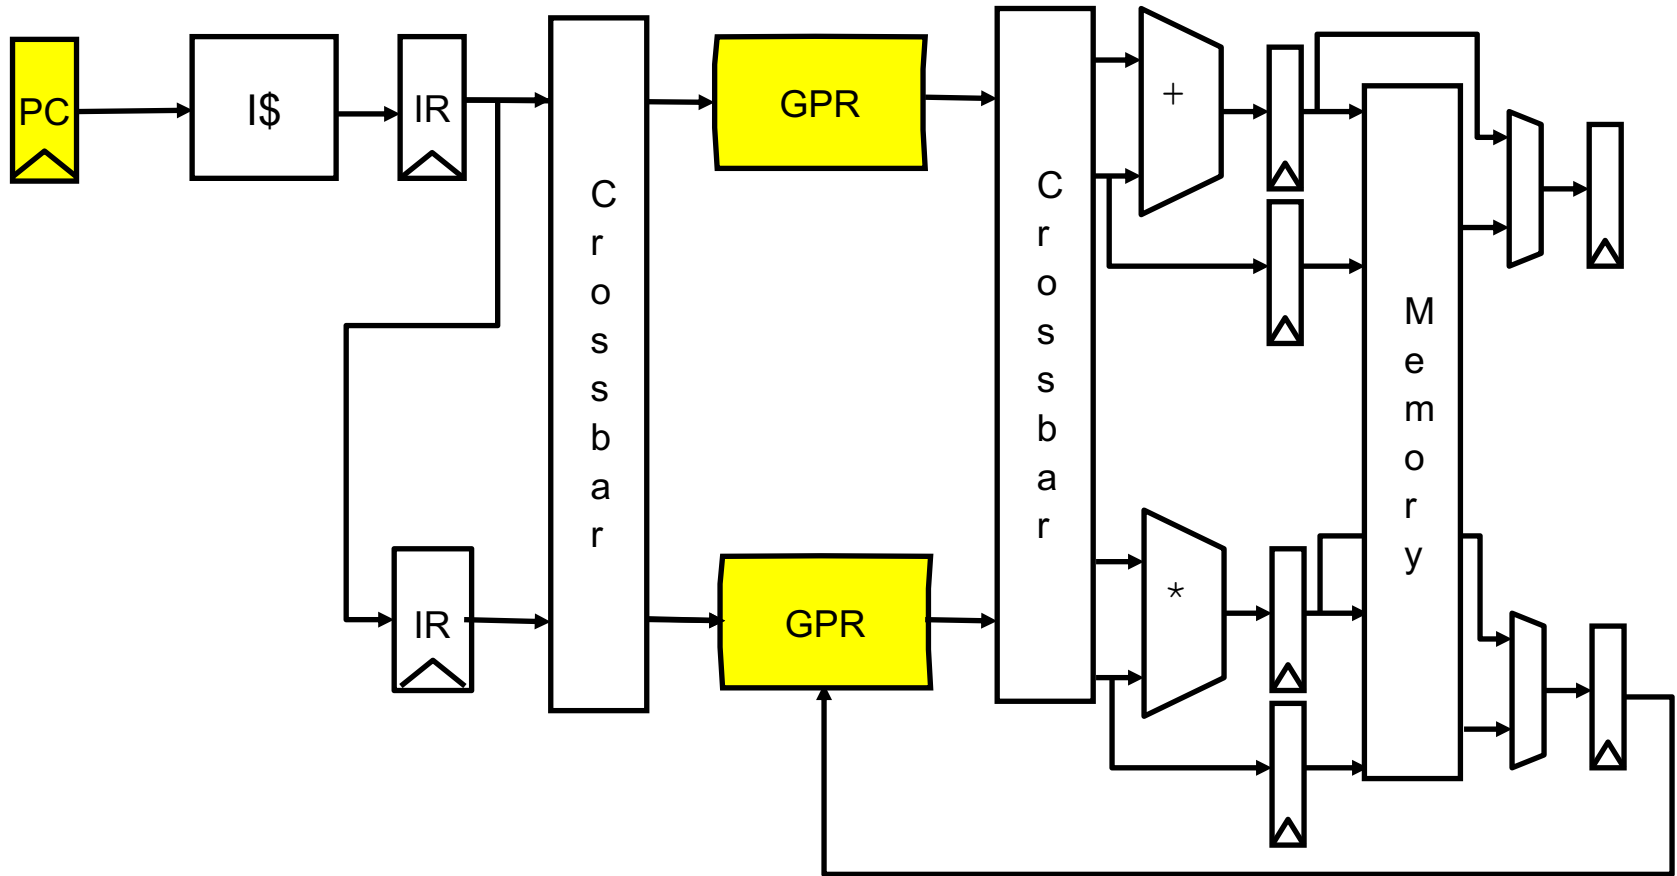 PC
I$
IR
Crossbar
GPR
Crossbar
+
Memory
IR
GPR
*